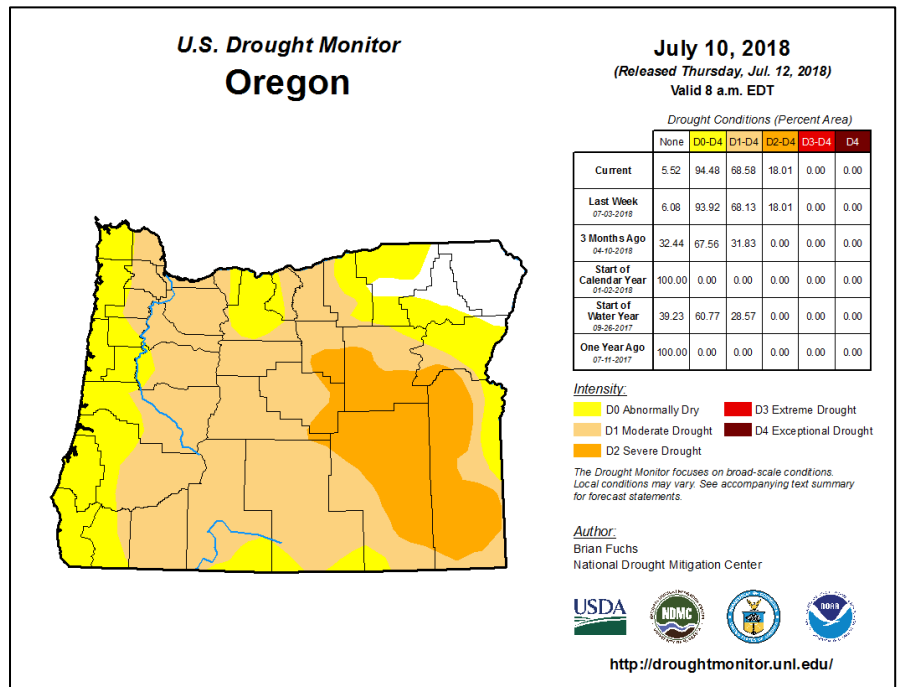 U.S. Drought Monitor
Oregon
July 10, 2018
(Released Thursday, Jul. 12, 2018)
Valid 8 a.m. EDT
Drought Conditions (Percent Area)
None D0-D4 D1-D4 D2-D4 D3-D4 D4
Current 5.52 94.48 68.58 18.01 0.00 0.00
Last Week
07-03-2018
6.08 93.92 68.13 18.01 0.00 0.00
3 Months Ago
04-10-2018
32.44 67.56 31.83 0.00 0.00 0.00
Start of
Calendar Year
01-02-2018
100.00 0.00 0.00 0.00 0.00 0.00
Start of
Water Year
09-26-2017
39.23 60.77 28.57 0.00 0.00 0.00
One Year Ago
07-11-2017
100.00 0.00 0.00 0.00 0.00 0.00
Intensity:
D0 Abnormally Dry
D1 Moderate Drought
D2 Severe Drought
D3 Extreme Drought
D4 Exceptional Drought
The Drought Monitor focuses on broad-scale conditions.
Local conditions may vary. See accompanying text summary
for forecast statements.
Author:
Brian Fuchs
National Drought Mitigation Center
USDA
NDMC
NOAA
http://droughtmonitor.unl.edu/